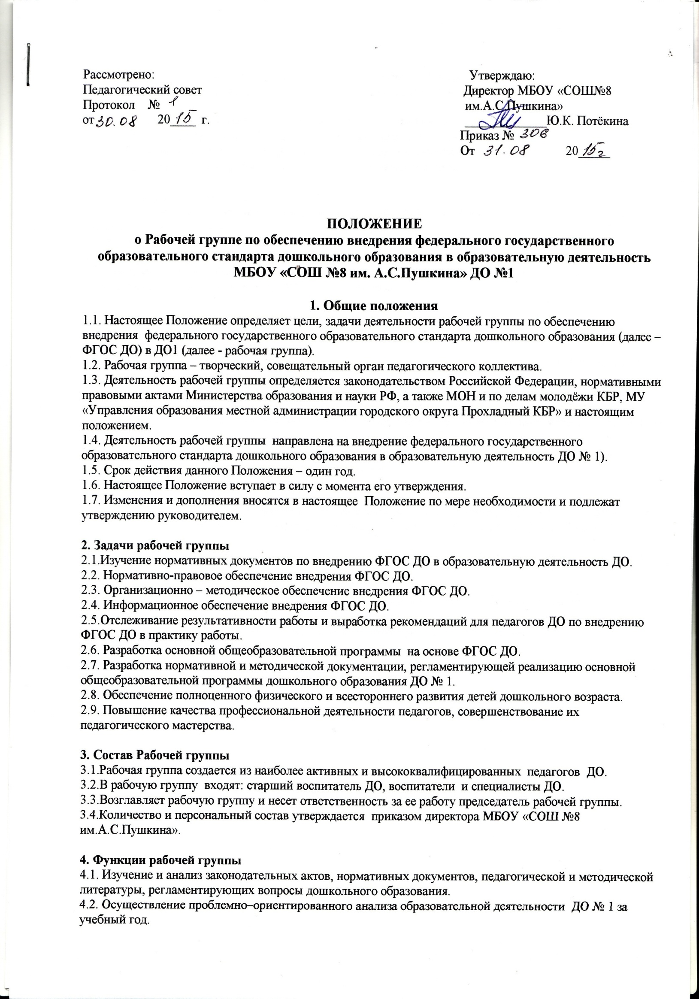 Рассмотрено:
Педагогический совет
Протокол № 1
от 30.08 2015 г.
Утверждаю:
Директор МБОУ «СОШ№8
им.А.С.Пушкина»
Ю.К. Потёкина
Приказ № 306
От 31.08 2015г
ПОЛОЖЕНИЕ
о Рабочей группе по обеспечению внедрения федерального государственного
образовательного стандарта дошкольного образования в образовательную деятельность
МБОУ «СОШ №8 им. А.С.Пушкина» ДО №1
1. Общие положения
1.1. Настоящее Положение определяет цели, задачи деятельности рабочей группы по обеспечению
внедрения федерального государственного образовательного стандарта дошкольного образования (далее –
ФГОС ДО) в ДО1 (далее - рабочая группа).
1.2. Рабочая группа – творческий, совещательный орган педагогического коллектива.
1.3. Деятельность рабочей группы определяется законодательством Российской Федерации, нормативными
правовыми актами Министерства образования и науки РФ, а также МОН и по делам молодёжи КБР, МУ
«Управления образования местной администрации городского округа Прохладный КБР» и настоящим
положением.
1.4. Деятельность рабочей группы направлена на внедрение федерального государственного
образовательного стандарта дошкольного образования в образовательную деятельность ДО № 1).
1.5. Срок действия данного Положения – один год.
1.6. Настоящее Положение вступает в силу с момента его утверждения.
1.7. Изменения и дополнения вносятся в настоящее Положение по мере необходимости и подлежат
утверждению руководителем.
2. Задачи рабочей группы
2.1.Изучение нормативных документов по внедрению ФГОС ДО в образовательную деятельность ДО.
2.2. Нормативно-правовое обеспечение внедрения ФГОС ДО.
2.3. Организационно – методическое обеспечение внедрения ФГОС ДО.
2.4. Информационное обеспечение внедрения ФГОС ДО.
2.5.Отслеживание результативности работы и выработка рекомендаций для педагогов ДО по внедрению
ФГОС ДО в практику работы.
2.6. Разработка основной общеобразовательной программы на основе ФГОС ДО.
2.7. Разработка нормативной и методической документации, регламентирующей реализацию основной
общеобразовательной программы дошкольного образования ДО № 1.
2.8. Обеспечение полноценного физического и всестороннего развития детей дошкольного возраста.
2.9. Повышение качества профессиональной деятельности педагогов, совершенствование их
педагогического мастерства.
3. Состав Рабочей группы
3.1.Рабочая группа создается из наиболее активных и высококвалифицированных педагогов ДО.
3.2.В рабочую группу входят: старший воспитатель ДО, воспитатели и специалисты ДО.
3.3.Возглавляет рабочую группу и несет ответственность за ее работу председатель рабочей группы.
3.4.Количество и персональный состав утверждается приказом директора МБОУ «СОШ №8
им.А.С.Пушкина».
4. Функции рабочей группы
4.1. Изучение и анализ законодательных актов, нормативных документов, педагогической и методической
литературы, регламентирующих вопросы дошкольного образования.
4.2. Осуществление проблемно–ориентированного анализа образовательной деятельности ДО № 1 за
учебный год.